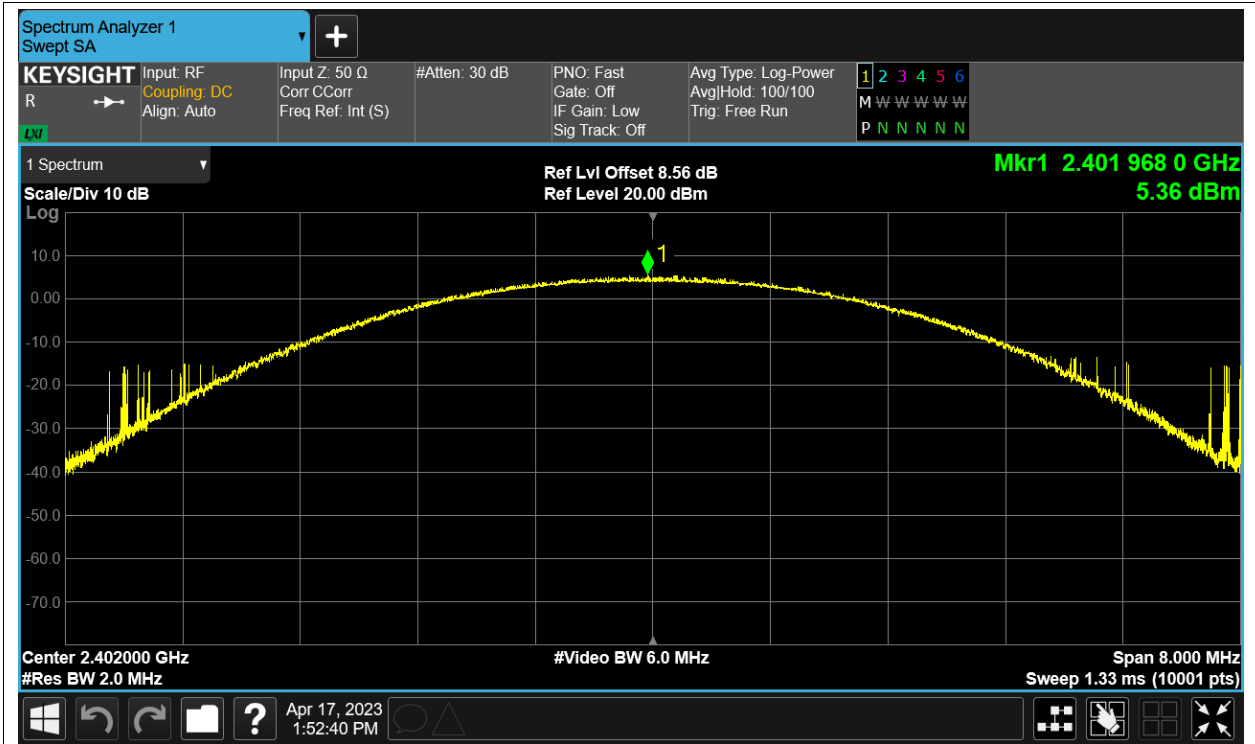 Spectrum Analyzer 1
Swept SA
+
KEYSIGHT
R
LXI
Input: RF
Coupling: DC
Align: Auto
Input Z: 50 Ω
Corr CCorr
Freq Ref: Int (S)
#Atten: 30 dB
PNO: Fast
Gate: Off
IF Gain: Low
Sig Track: Off
Avg Type: Log-Power
Avg|Hold: 100/100
Trig: Free Run
1 2 3 4 5 6
M W W W W W
P N N N N N
1 Spectrum
Scale/Div 10 dB
Log
Ref Lvl Offset 8.56 dB
Ref Level 20.00 dBm
Mkr1 2.401 968 0 GHz
5.36 dBm
1
10.0
0.00
-10.0
-20.0
-30.0
-40.0
-50.0
-60.0
-70.0
Center 2.402000 GHz
#Res BW 2.0 MHz
#Video BW 6.0 MHz
Span 8.000 MHz
Sweep 1.33 ms (10001 pts)
?
Apr 17, 2023
1:52:40 PM